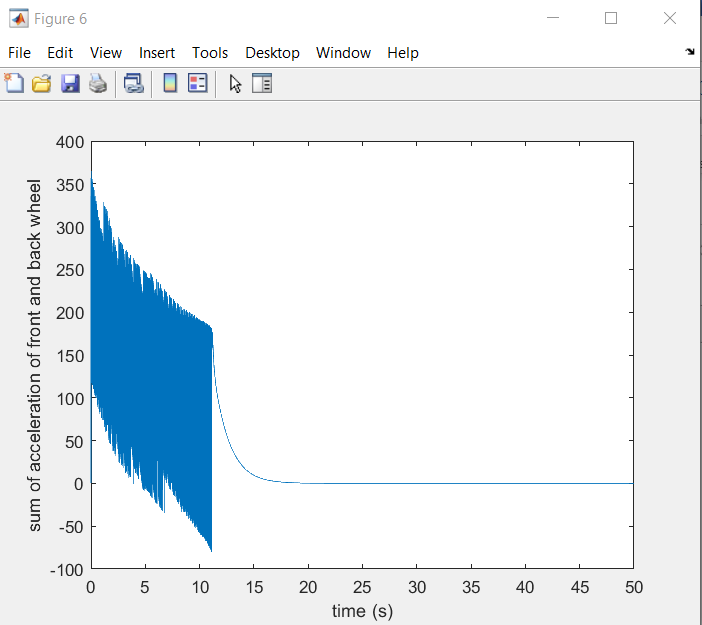 Figure 6
File Edit View Insert Tools Desktop Window Help
400
350
300
250
200
150
100
50
0
-50
-100
sum of acceleration of front and back wheel
0 5 10 15 20 25 30 35 40 45 50
time (s)